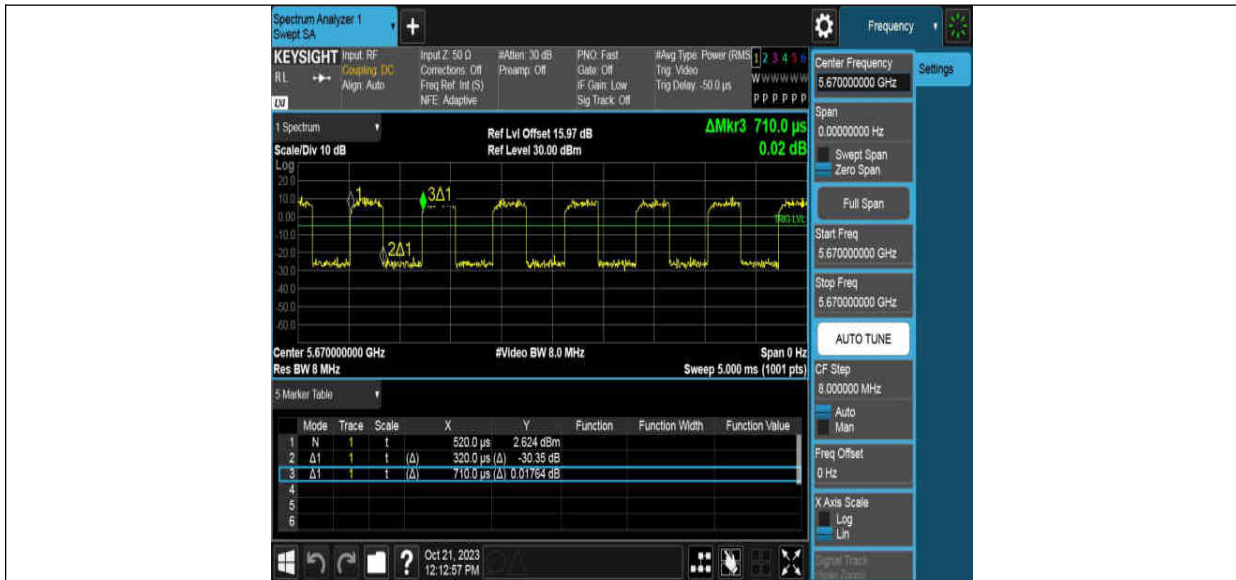 Spectrum Analyzer 1
Swept SA
+
Frequency
KEYSIGHT
RL
LXI
Input: RF
Coupling: DC
Align: Auto
Input Z: 50 Ω
Corrections: Off
Freq Ref: Int (S)
NFE: Adaptive
#Atten: 30 dB
Preamp: Off
PNO: Fast
Gate: Off
IF Gain: Low
Sig Track: Off
#Avg Type: Power (RMS
Trig: Video
Trig Delay: -50.0 µs
1 2 3 4 5 6
W W W W W W
P P P P P P
1 Spectrum
Scale/Div 10 dB
Ref Lvl Offset 15.97 dB
Ref Level 30.00 dBm
ΔMkr3 710.0 µs
0.02 dB
Log
20.0
10.0
0.00
-10.0
-20.0
-30.0
-40.0
-50.0
-60.0
1
2Δ1
3Δ1
TRIG LVL
Center 5.670000000 GHz
#Video BW 8.0 MHz
Span 0 Hz
Res BW 8 MHz
Sweep 5.000 ms (1001 pts)
5 Marker Table
Mode Trace Scale X Y Function Function Width Function Value
1 N 1 t 520.0 µs 2.624 dBm
2 Δ1 1 t (Δ) 320.0 µs (Δ) -30.35 dB
3 Δ1 1 t (Δ) 710.0 µs (Δ) 0.01764 dB
4
5
6
?
Oct 21, 2023
12:12:57 PM
Center Frequency
5.670000000 GHz
Settings
Span
0.00000000 Hz
Swept Span
Zero Span
Full Span
Start Freq
5.670000000 GHz
Stop Freq
5.670000000 GHz
AUTO TUNE
CF Step
8.000000 MHz
Auto
Man
Freq Offset
0 Hz
X Axis Scale
Log
Lin
Signal Track
(Span Zoom)